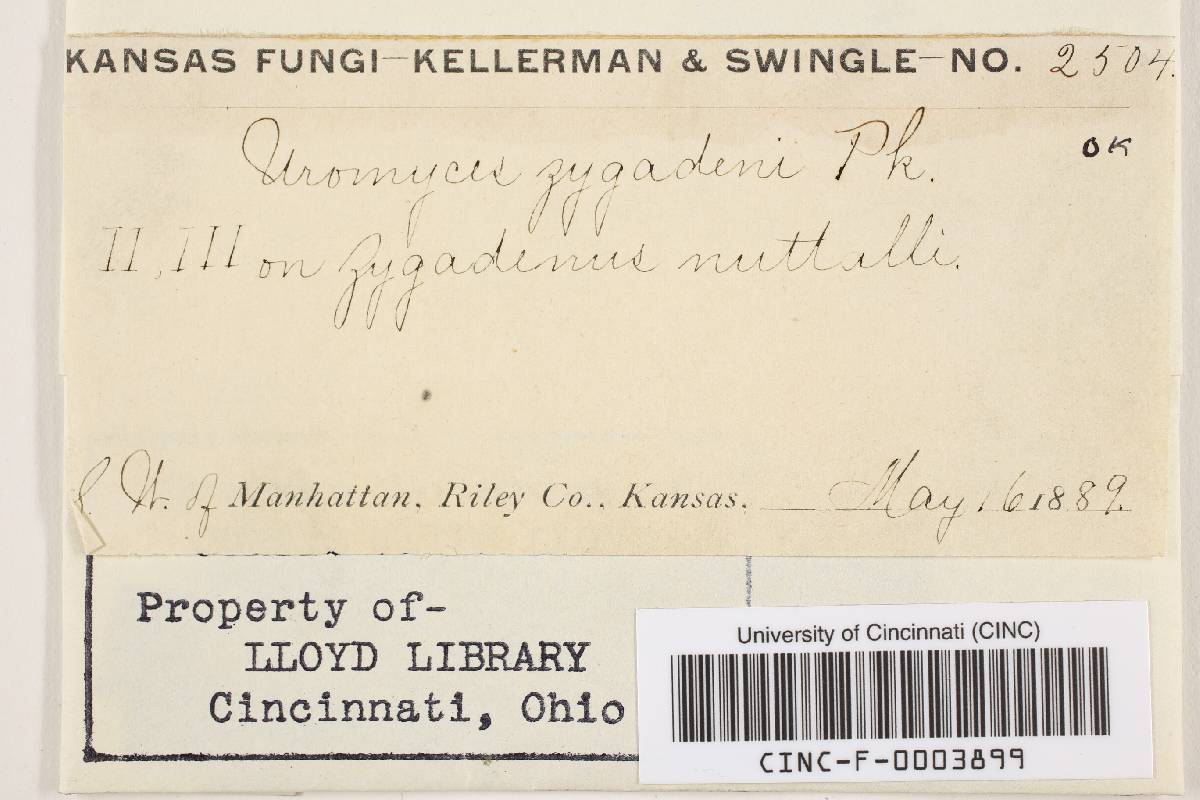 KANSAS FUNGI—KELLERMAN & SWINGLE—NO. 2504.
OK
Uromyces zygadeni Pk.
II, III on Zygadenus nuttalli.
W. of Manhattan, Riley Co., Kansas, May 16 1889.
Property of-
LLOYD LIBRARY
Cincinnati, Ohio
University of Cincinnati (CINC)
CINC-F-0003899